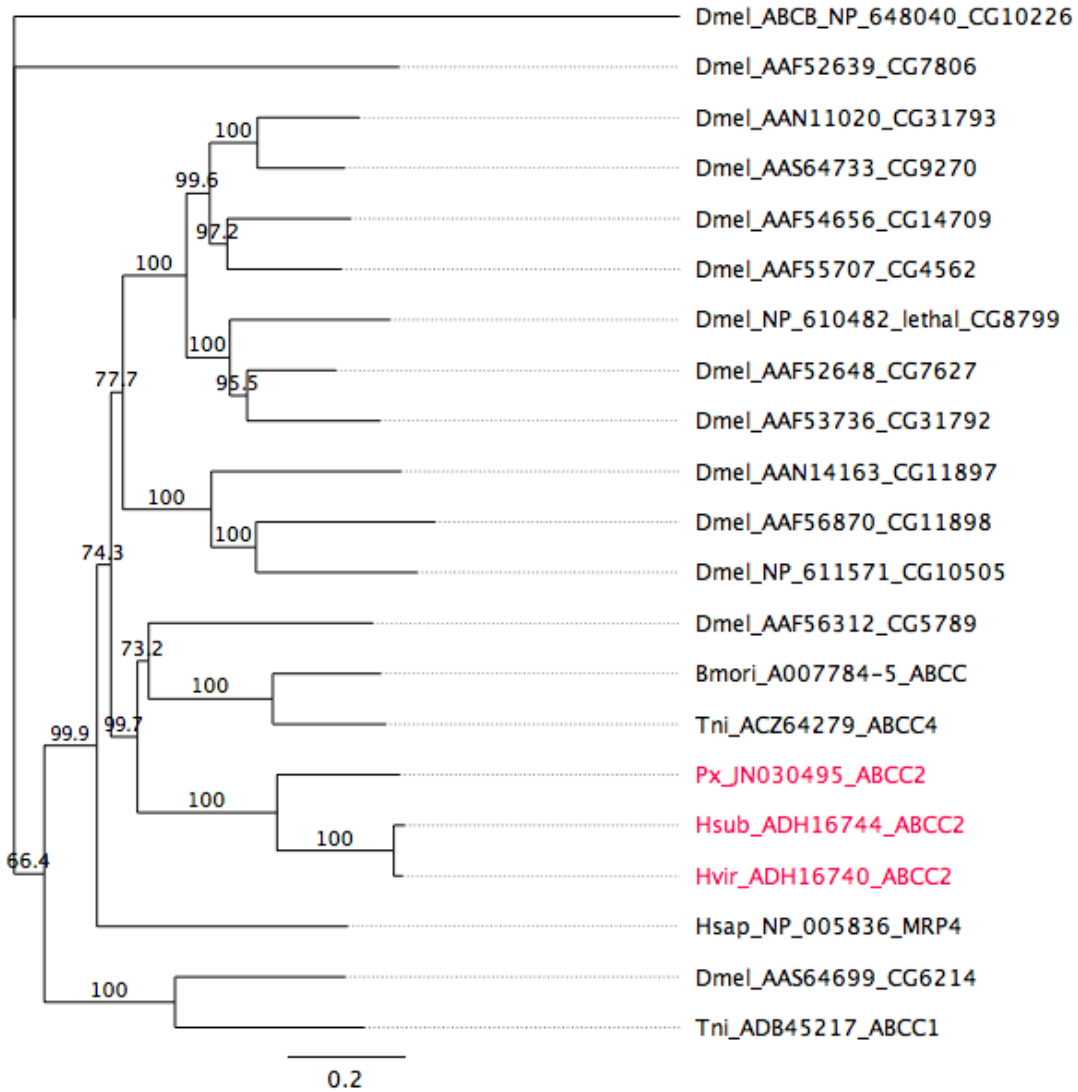 Dmel_ABCB_NP_648040_CG10226
Dmel_AAF52639_CG7806
100
Dmel_AAN11020_CG31793
Dmel_AAS64733_CG9270
99.6
Dmel_AAF54656_CG14709
97.2
Dmel_AAF55707_CG4562
100
Dmel_NP_610482_lethal_CG8799
100
Dmel_AAF52648_CG7627
77.7
95.5
Dmel_AAF53736_CG31792
Dmel_AAN14163_CG11897
100
Dmel_AAF56870_CG11898
100
74.3
Dmel_NP_611571_CG10505
Dmel_AAF56312_CG5789
73.2
Bmori_A007784-5_ABCC
100
Tni_ACZ64279_ABCC4
99.7
99.9
Px_JN030495_ABCC2
100
Hsub_ADH16744_ABCC2
100
66.4
Hvir_ADH16740_ABCC2
Hsap_NP_005836_MRP4
Dmel_AAS64699_CG6214
100
Tni_ADB45217_ABCC1
0.2